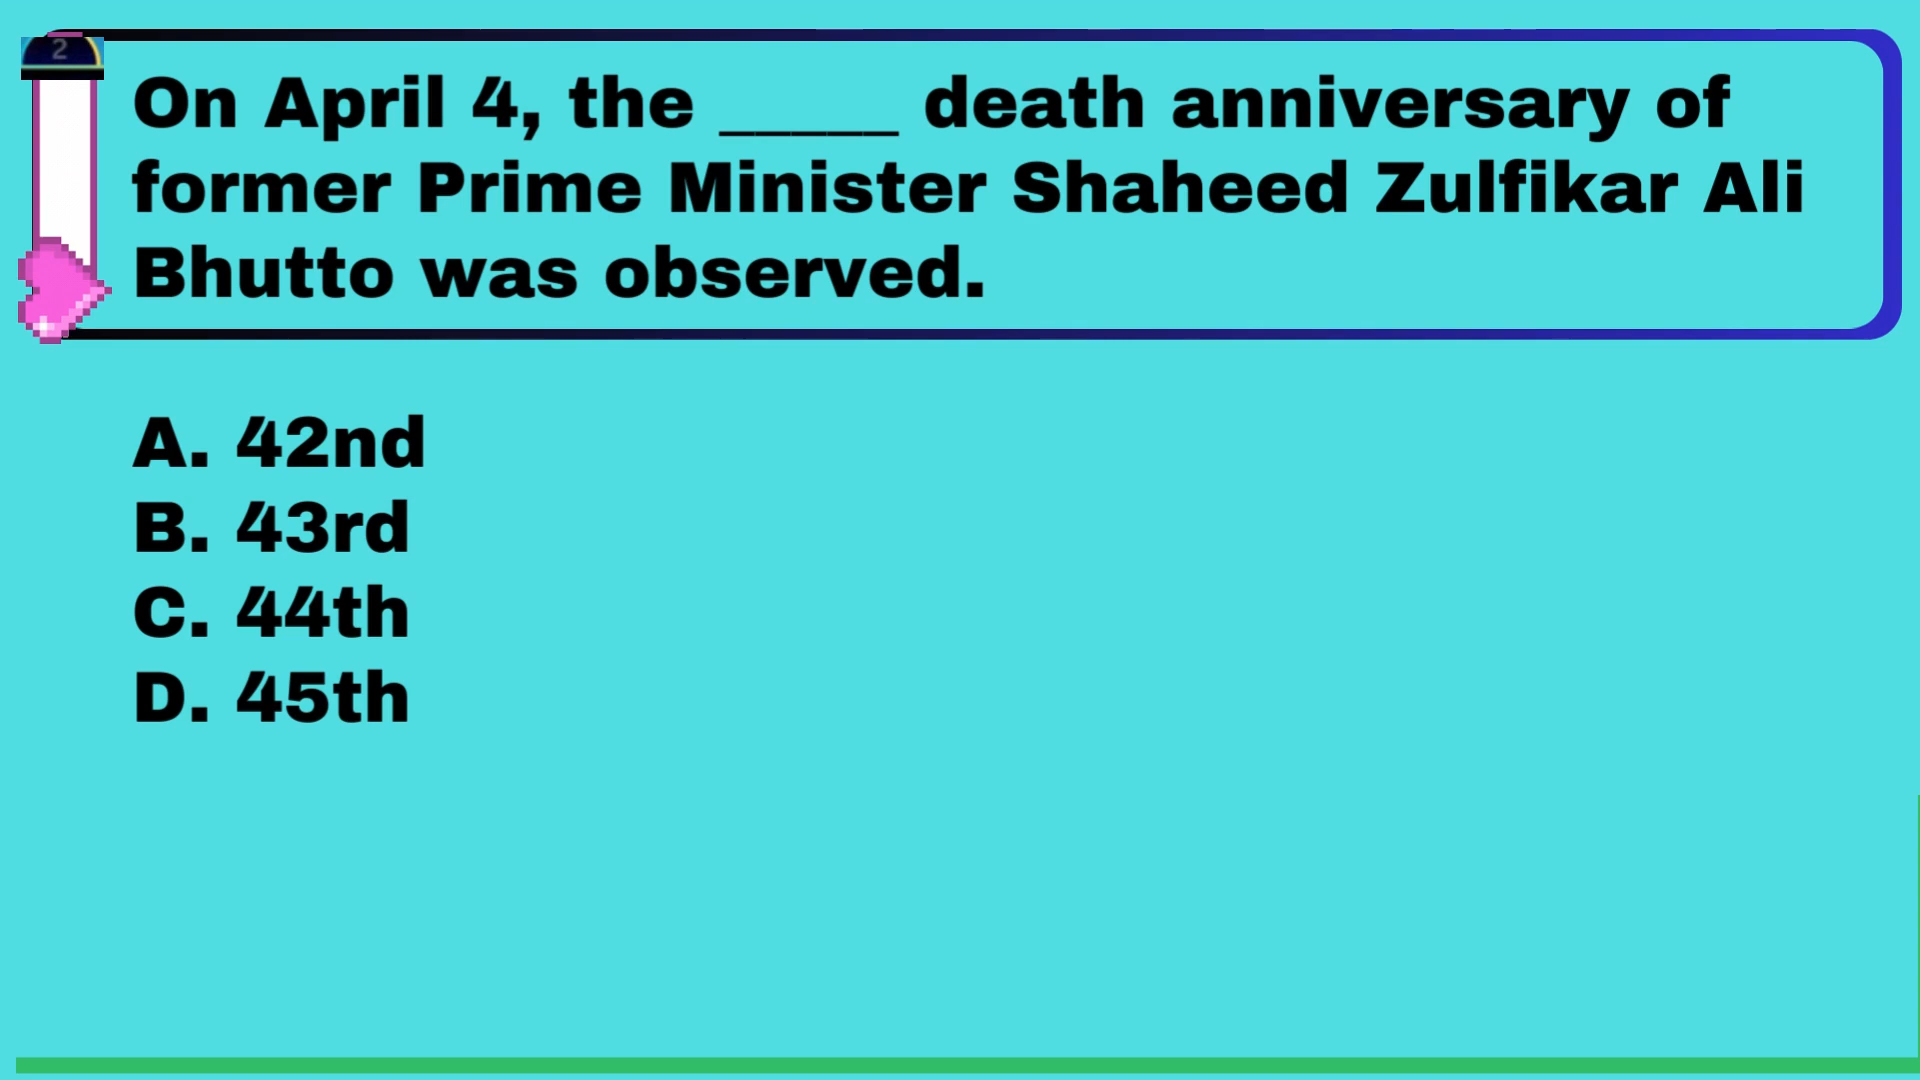 2
On April 4, the _____ death anniversary of
former Prime Minister Shaheed Zulfikar Ali
Bhutto was observed.
A. 42nd
B. 43rd
C. 44th
D. 45th